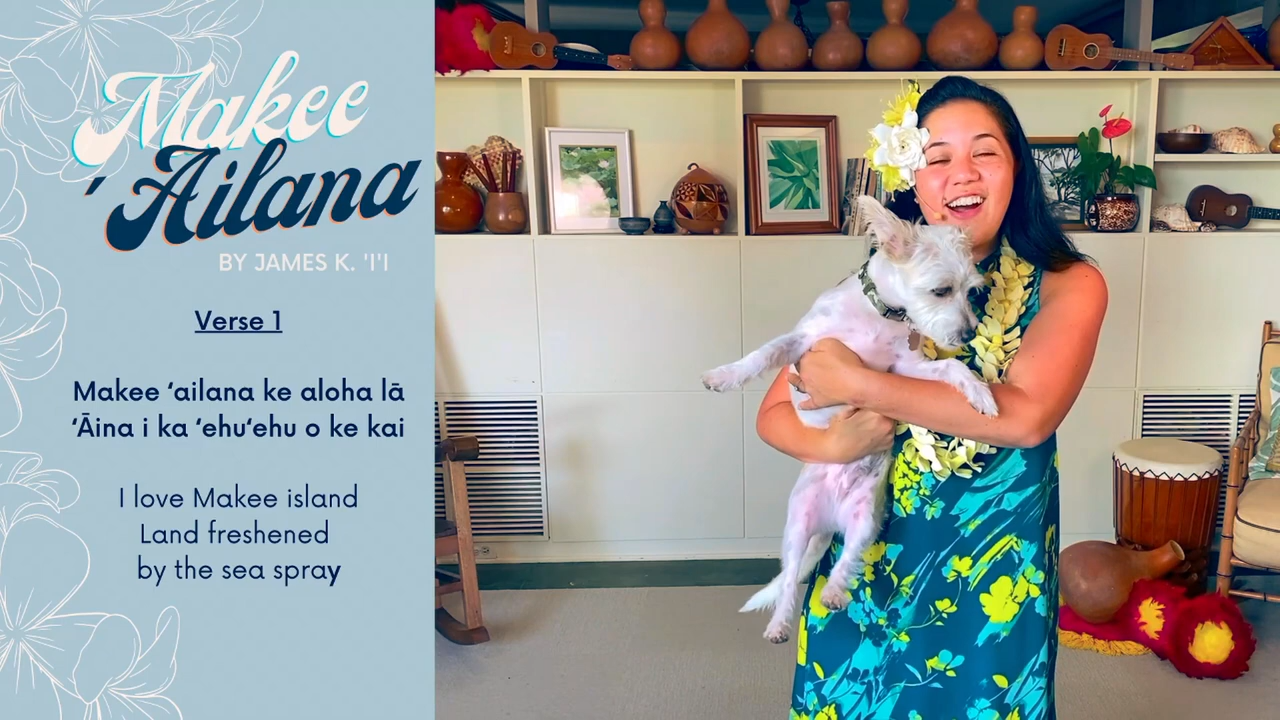 Makee
'Ailana
BY JAMES K. 'I'I
Verse 1
Makee ʻailana ke aloha lā
ʻĀina i ka ʻehuʻehu o ke kai
I love Makee island
Land freshened
by the sea spray